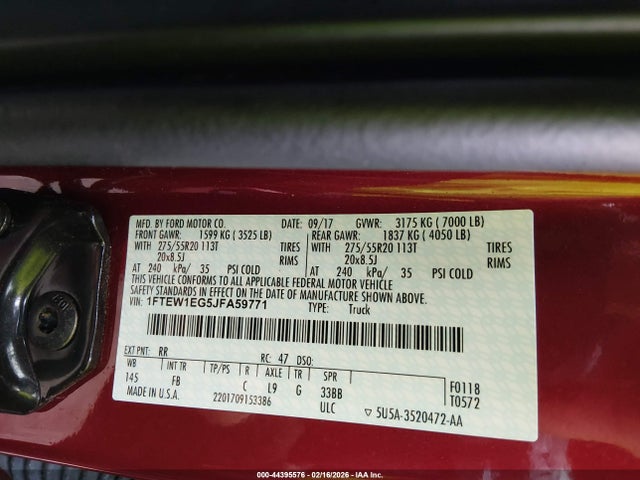 MFD. BY FORD MOTOR CO. DATE: 09/17 GVWR: 3175 KG ( 7000 LB)
FRONT GAWR: 1599 KG ( 3525 LB) REAR GAWR: 1837 KG ( 4050 LB)
WITH 275/55R20 113T TIRES WITH 275/55R20 113T TIRES
20x8.5J RIMS 20x8.5J RIMS
AT 240 kPa/ 35 PSI COLD AT 240 kPa/ 35 PSI COLD
THIS VEHICLE CONFORMS TO ALL APPLICABLE FEDERAL MOTOR VEHICLE
SAFETY STANDARDS IN EFFECT ON THE DATE OF MANUFACTURE SHOWN ABOVE.
VIN: 1FTEW1EG5JFA59771 TYPE: Truck
EXT PNT: RR RC: 47 DSO:
WB INT TR TP/PS R AXLE TR SPR F0118
145 FB C L9 G 33BB T0572
MADE IN U.S.A. 2201709153386 ULC ▽ 5U5A-3520472-AA
000-44395576 - 02/16/2026 - © IAA, LLC